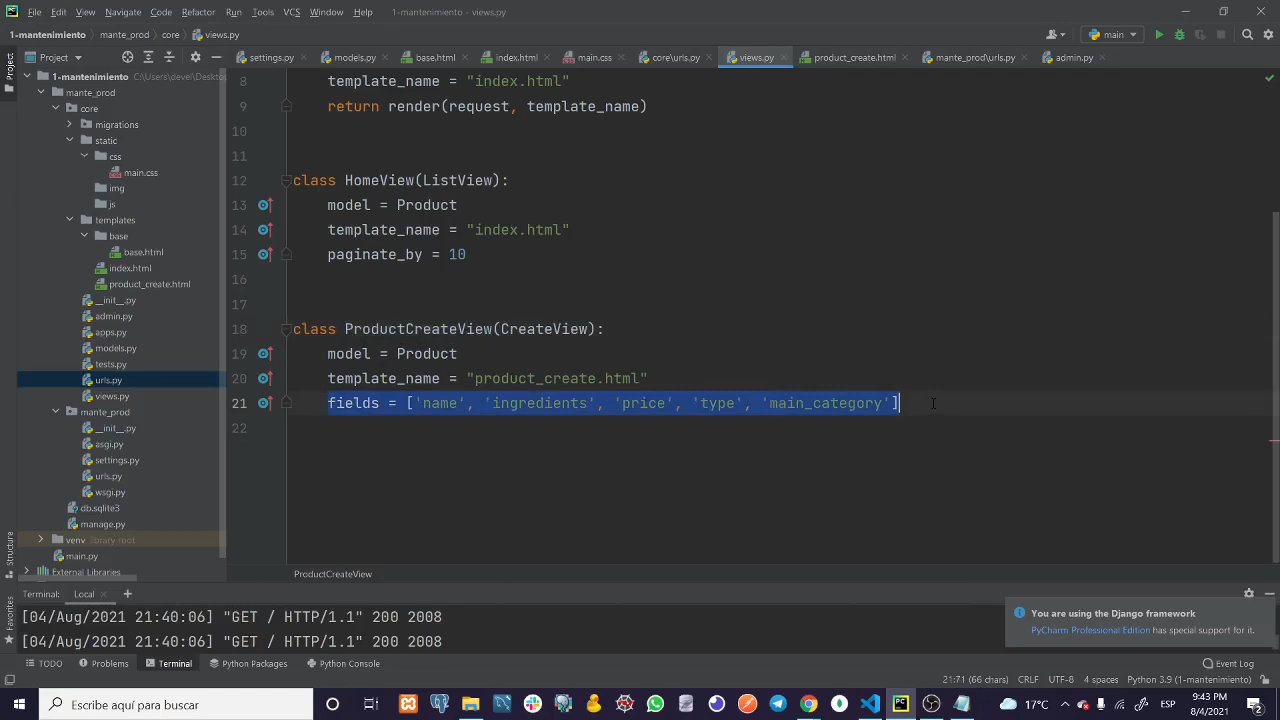 File Edit View Navigate Code Refactor Run Tools VCS Window Help 1-mantenimiento - views.py
1-mantenimiento mante_prod core views.py main
Project settings.py models.py base.html index.html main.css core\urls.py views.py product_create.html mante_prod\urls.py admin.py
Project
1-mantenimiento C:\Users\devel\Deskto
mante_prod
core
migrations
static
css
main.css
img
js
templates
base
base.html
index.html
product_create.html
__init__.py
admin.py
apps.py
models.py
tests.py
urls.py
views.py
mante_prod
__init__.py
asgi.py
settings.py
urls.py
wsgi.py
db.sqlite3
manage.py
venv library root
main.py
External Libraries
8 template_name = "index.html"
9 return render(request, template_name)
10
11
12 class HomeView(ListView):
13 model = Product
14 template_name = "index.html"
15 paginate_by = 10
16
17
18 class ProductCreateView(CreateView):
19 model = Product
20 template_name = "product_create.html"
21 fields = ['name', 'ingredients', 'price', 'type', 'main_category']
22
ProductCreateView
Structure
Favorites
Terminal: Local
[04/Aug/2021 21:40:06] "GET / HTTP/1.1" 200 2008
[04/Aug/2021 21:40:06] "GET / HTTP/1.1" 200 2008
You are using the Django framework
PyCharm Professional Edition has special support for it.
TODO Problems Terminal Python Packages Python Console Event Log
21:71 (66 chars) CRLF UTF-8 4 spaces Python 3.9 (1-mantenimiento)
Escribe aquí para buscar 17°C ESP 9:43 PM
8/4/2021